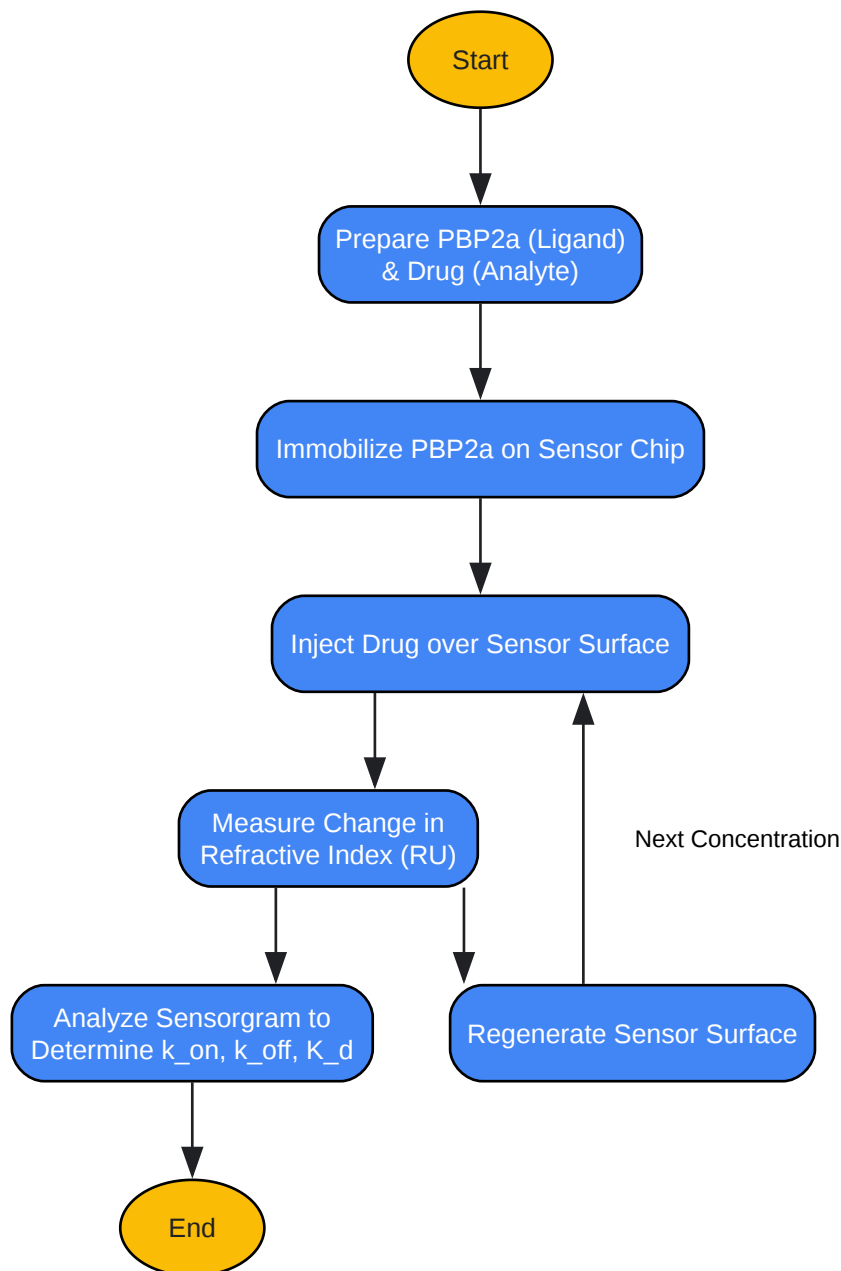 Start
Prepare PBP2a (Ligand)
& Drug (Analyte)
Immobilize PBP2a on Sensor Chip
Inject Drug over Sensor Surface
Measure Change in
Refractive Index (RU)
Next Concentration
Analyze Sensorgram to
Determine k_on, k_off, K_d
Regenerate Sensor Surface
End